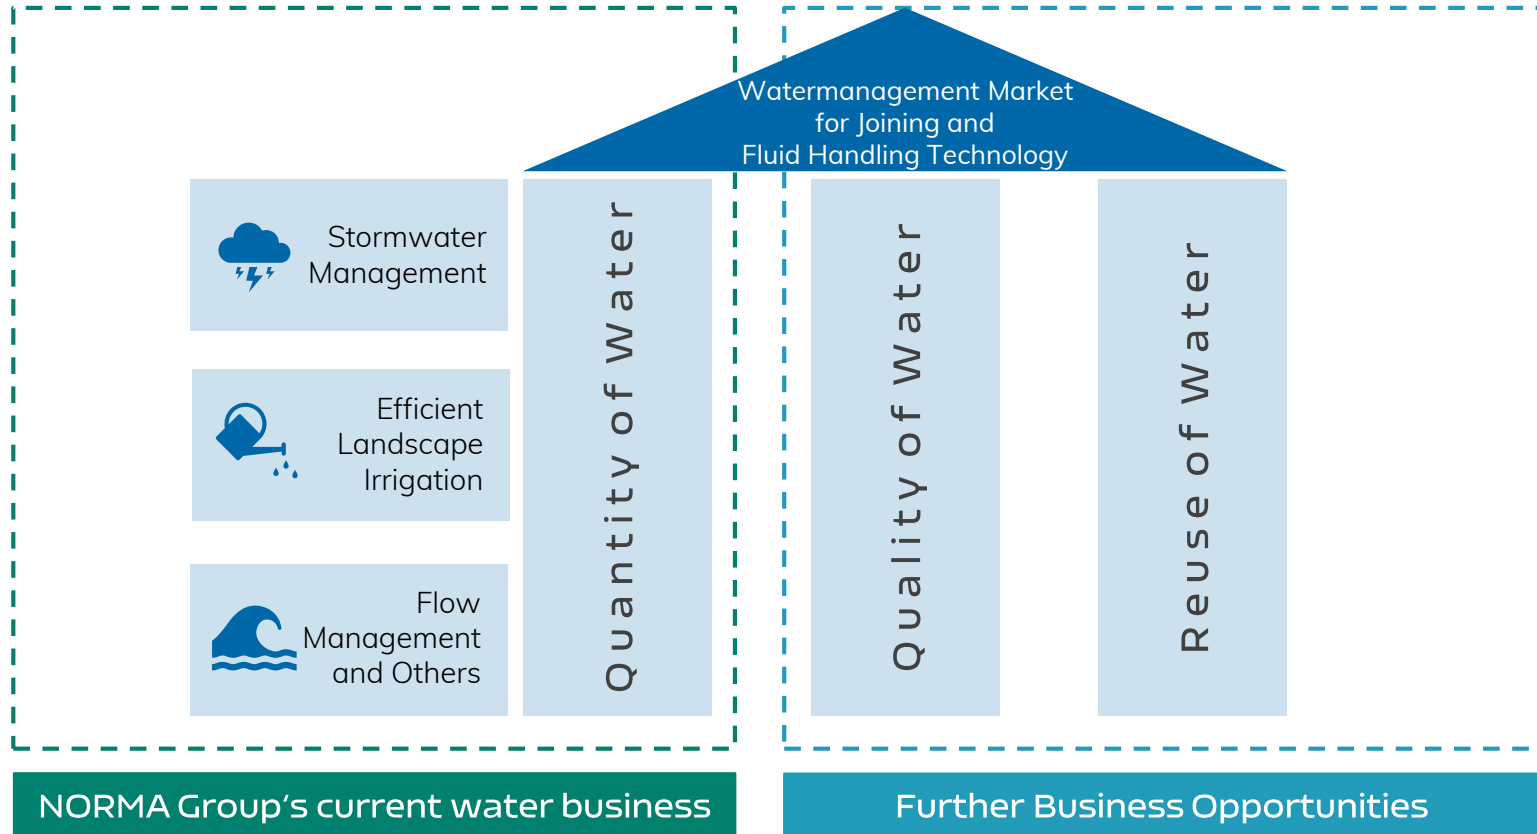 Watermanagement Market
for Joining and
Fluid Handling Technology
Stormwater
Management
Efficient
Landscape
Irrigation
Flow
Management
and Others
Quantity of Water
Quality of Water
Reuse of Water
NORMA Group‘s current water business
Further Business Opportunities